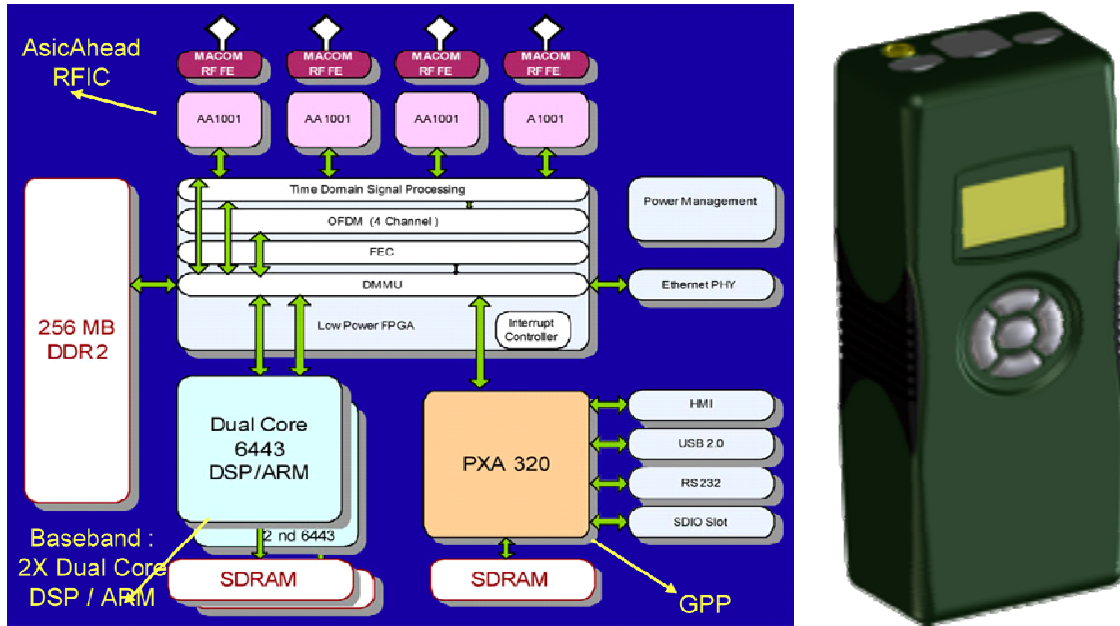 AsicAhead
RFIC
MACOM
RF FE
MACOM
RF FE
MACOM
RF FE
MACOM
RF FE
AA1001
AA1001
AA1001
A1001
Time Domain Signal Processing
OFDM (4 Channel)
FEC
DMMU
Low Power FPGA
Interrupt
Controller
Power Management
Ethernet PHY
256 MB
DDR2
Dual Core
6443
DSP/ARM
2 nd 6443
SDRAM
PXA 320
SDRAM
HMI
USB 2.0
RS232
SDIO Slot
Baseband :
2X Dual Core
DSP / ARM
GPP